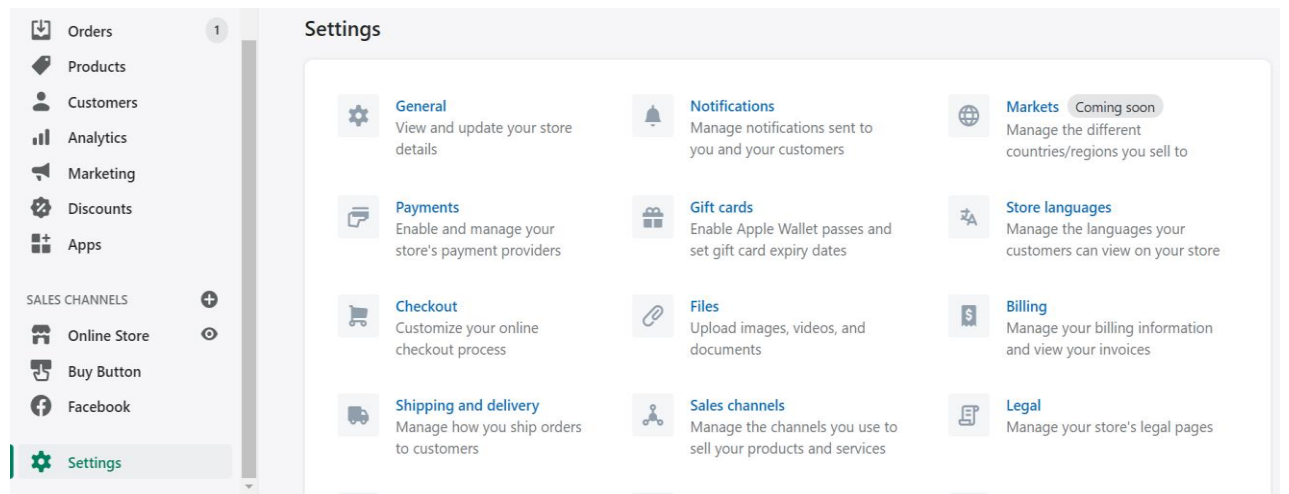 Orders 1
Products
Customers
Analytics
Marketing
Discounts
Apps
SALES CHANNELS
Online Store
Buy Button
Facebook
Settings
Settings
General
View and update your store
details
Notifications
Manage notifications sent to
you and your customers
Markets Coming soon
Manage the different
countries/regions you sell to
Payments
Enable and manage your
store's payment providers
Gift cards
Enable Apple Wallet passes and
set gift card expiry dates
Store languages
Manage the languages your
customers can view on your store
Checkout
Customize your online
checkout process
Files
Upload images, videos, and
documents
Billing
Manage your billing information
and view your invoices
Shipping and delivery
Manage how you ship orders
to customers
Sales channels
Manage the channels you use to
sell your products and services
Legal
Manage your store's legal pages